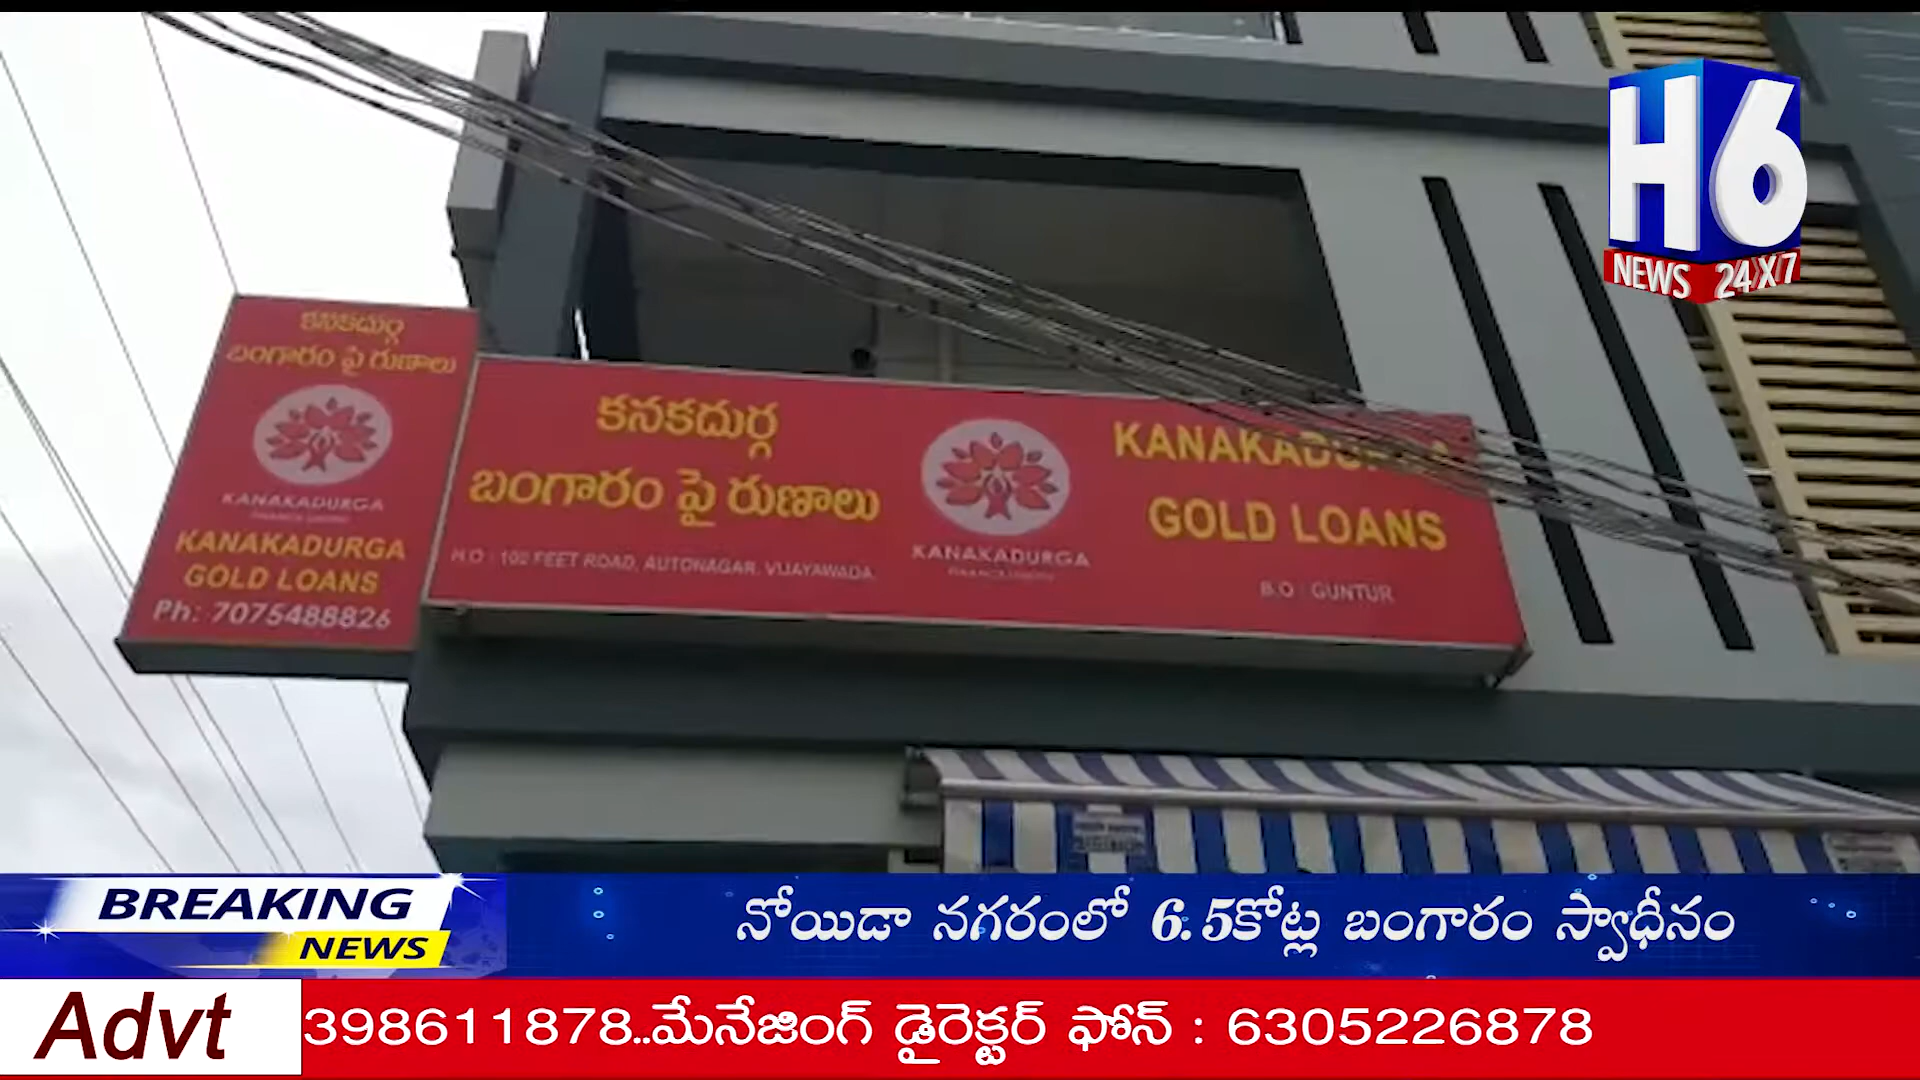 H6
NEWS 24X7
కనకదుర్గ
బంగారం పై రుణాలు
KANAKADURGA
KANAKADURGA
GOLD LOANS
Ph: 7075488826
కనకదుర్గ
బంగారం పై రుణాలు
H.O : 100 FEET ROAD, AUTONAGAR, VIJAYAWADA.
KANAKADURGA
KANAKADURGA
GOLD LOANS
B.O : GUNTUR
BREAKING
NEWS
నోయిడా నగరంలో 6.5కోట్ల బంగారం స్వాధీనం
Advt
398611878..మేనేజింగ్ డైరెక్టర్ ఫోన్ : 6305226878